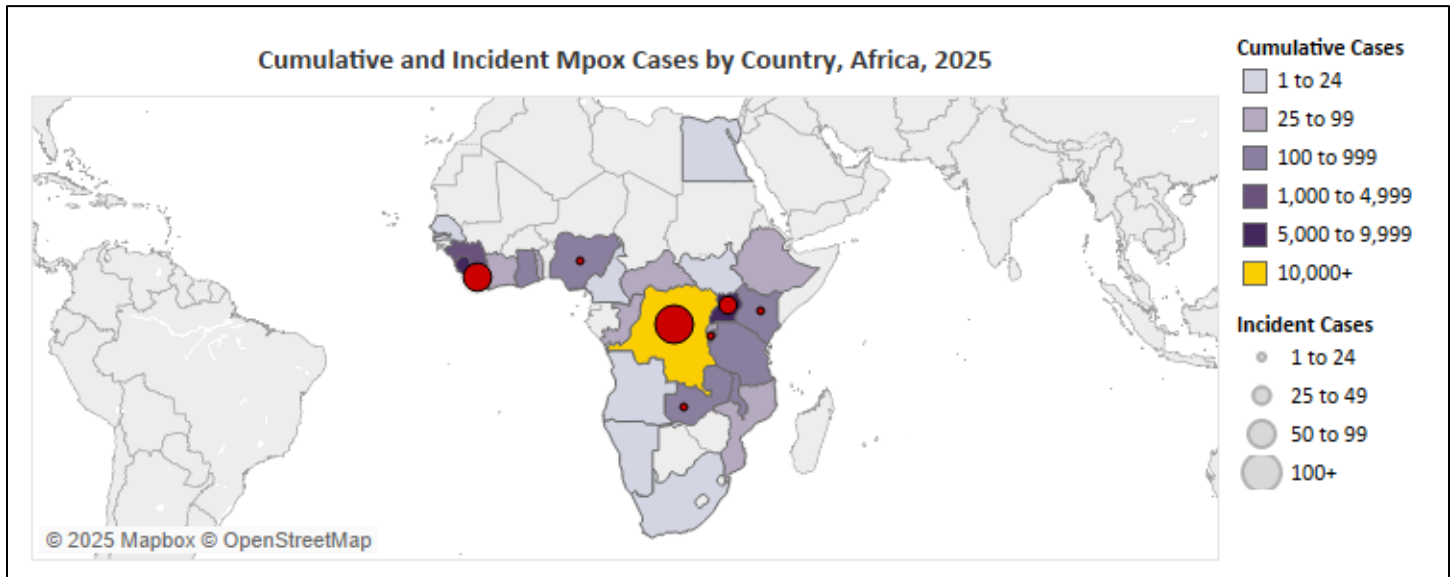 Cumulative and Incident Mpox Cases by Country, Africa, 2025
Cumulative Cases
1 to 24
25 to 99
100 to 999
1,000 to 4,999
5,000 to 9,999
10,000+
Incident Cases
1 to 24
25 to 49
50 to 99
100+
© 2025 Mapbox © OpenStreetMap